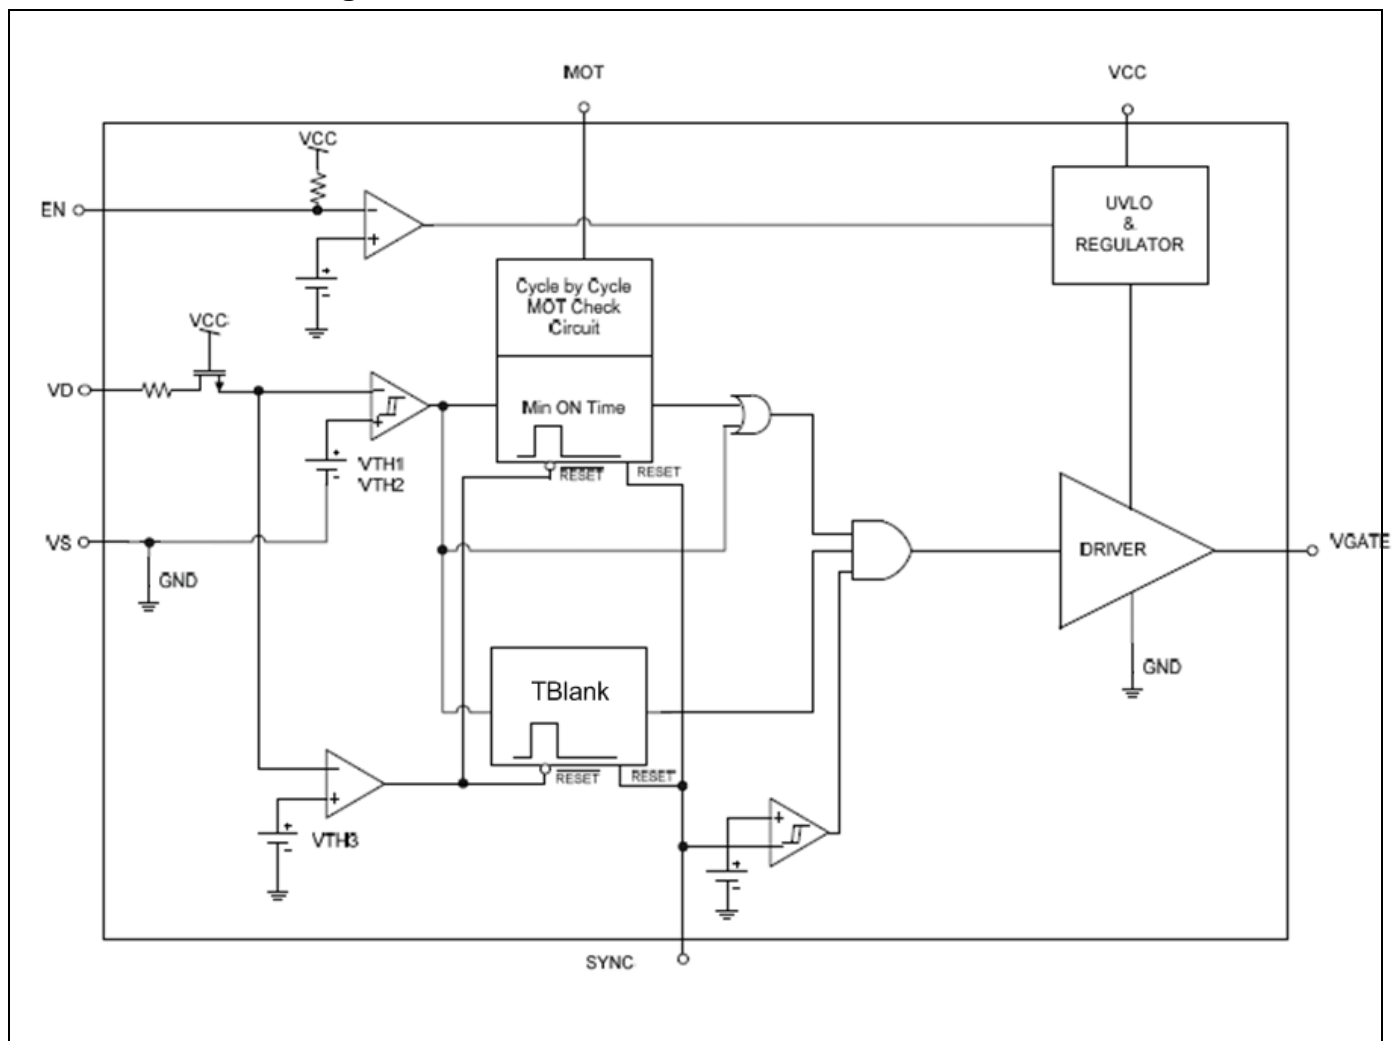 MOT
VCC
VCC
EN
-
+
+
-
UVLO
&
REGULATOR
Cycle by Cycle
MOT Check
Circuit
VCC
VD
-
+
Min ON Time
+
-
VTH1
VTH2
RESET
RESET
VS
GND
DRIVER
VGATE
GND
TBlank
RESET
RESET
-
+
+
-
VTH3
+
-
+
-
SYNC